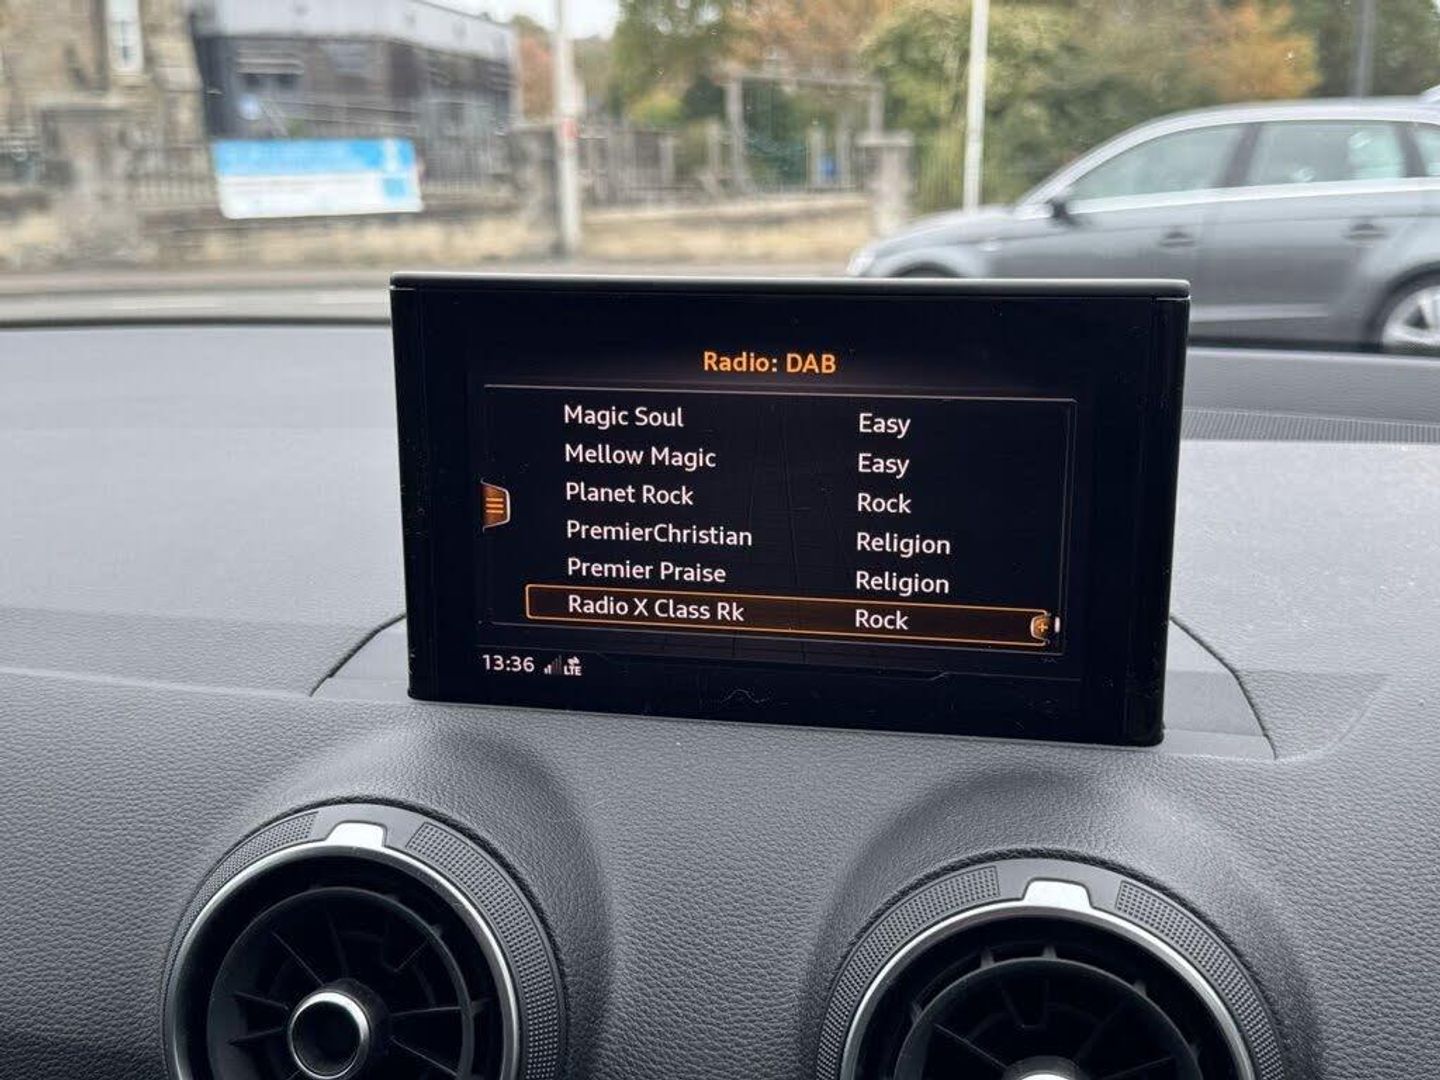 Radio: DAB
Magic Soul Easy
Mellow Magic Easy
Planet Rock Rock
PremierChristian Religion
Premier Praise Religion
Radio X Class Rk Rock
13:36 LTE